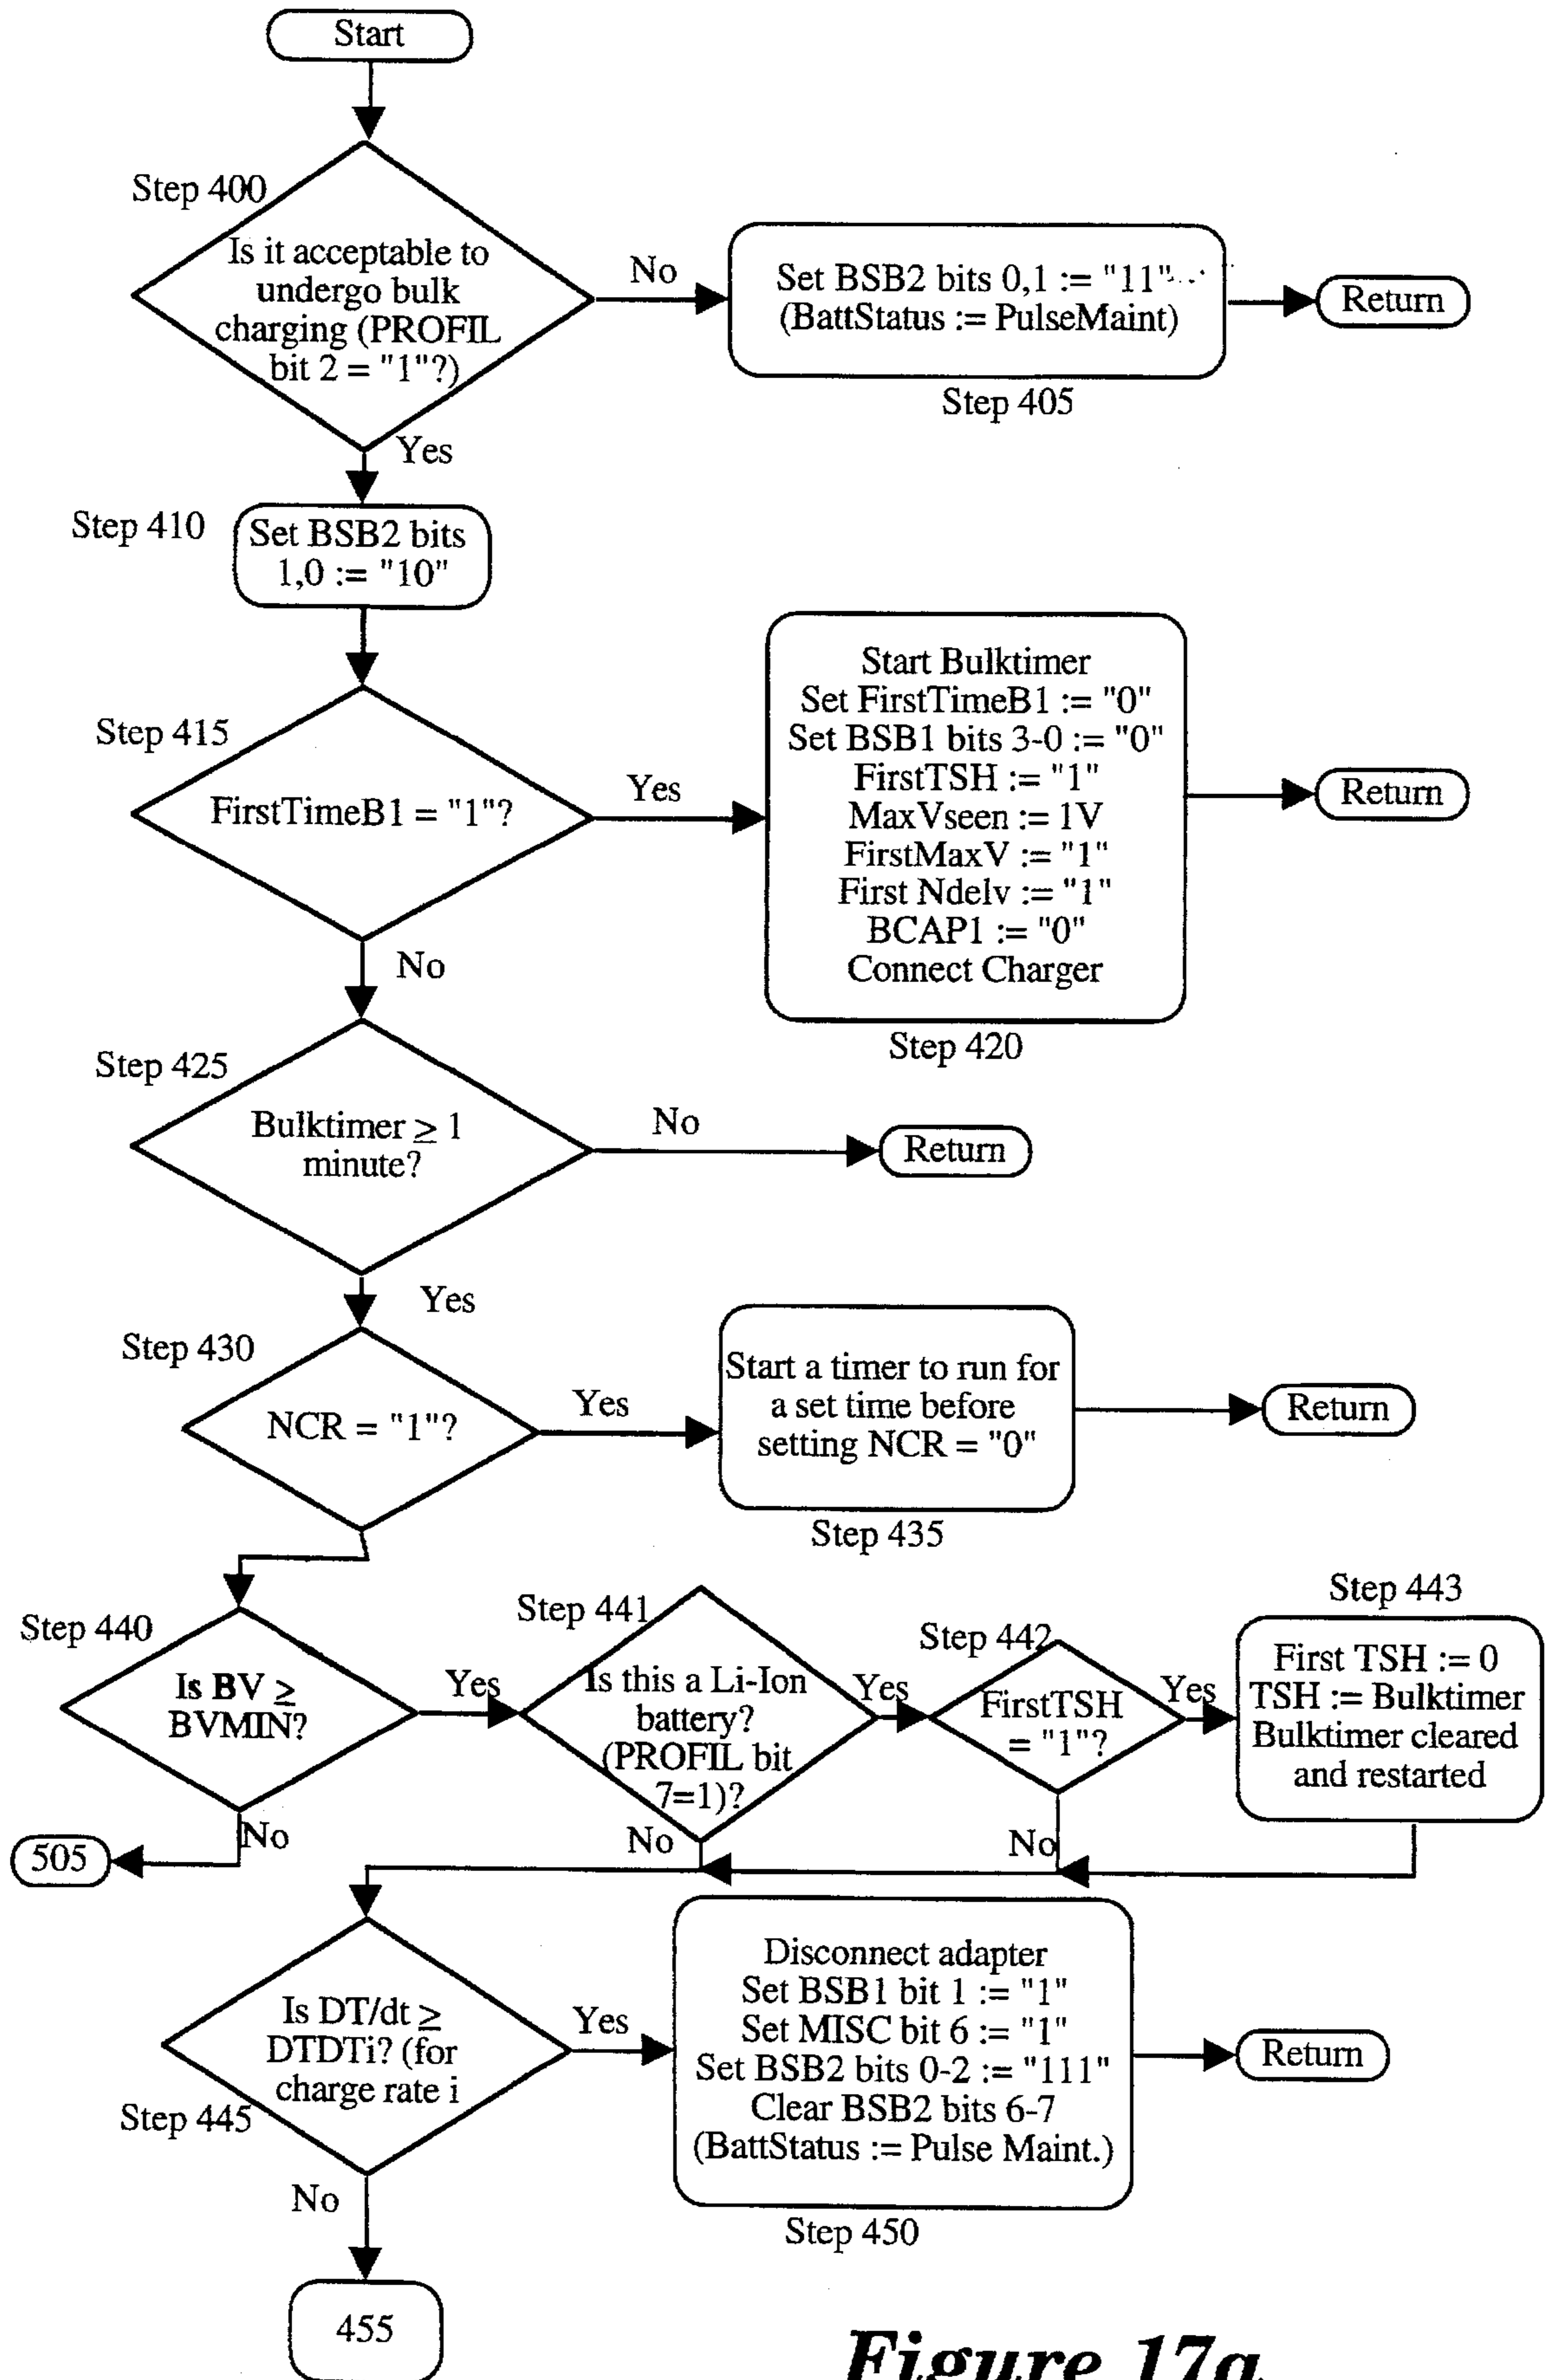 Start
Step 400
Is it acceptable to
undergo bulk
charging (PROFIL
bit 2 = "1"?)
No
Set BSB2 bits 0,1 := "11"
(BattStatus := PulseMaint)
Return
Step 405
Yes
Step 410
Set BSB2 bits
1,0 := "10"
Step 415
FirstTimeB1 = "1"?
Yes
Start Bulktimer
Set FirstTimeB1 := "0"
Set BSB1 bits 3-0 := "0"
FirstTSH := "1"
MaxVseen := 1V
FirstMaxV := "1"
First Ndelv := "1"
BCAP1 := "0"
Connect Charger
Return
Step 420
No
Step 425
Bulktimer ≥ 1
minute?
No
Return
Yes
Step 430
NCR = "1"?
Yes
Start a timer to run for
a set time before
setting NCR = "0"
Return
Step 435
Step 440
Is BV ≥
BVMIN?
Yes
No
505
Step 441
Is this a Li-Ion
battery?
(PROFIL bit
7=1)?
Yes
No
Step 442
FirstTSH
= "1"?
Yes
No
Step 443
First TSH := 0
TSH := Bulktimer
Bulktimer cleared
and restarted
Is DT/dt ≥
DTDTi? (for
charge rate i
Step 445
Yes
Disconnect adapter
Set BSB1 bit 1 := "1"
Set MISC bit 6 := "1"
Set BSB2 bits 0-2 := "111"
Clear BSB2 bits 6-7
(BattStatus := Pulse Maint.)
Return
Step 450
No
455
Figure 17a